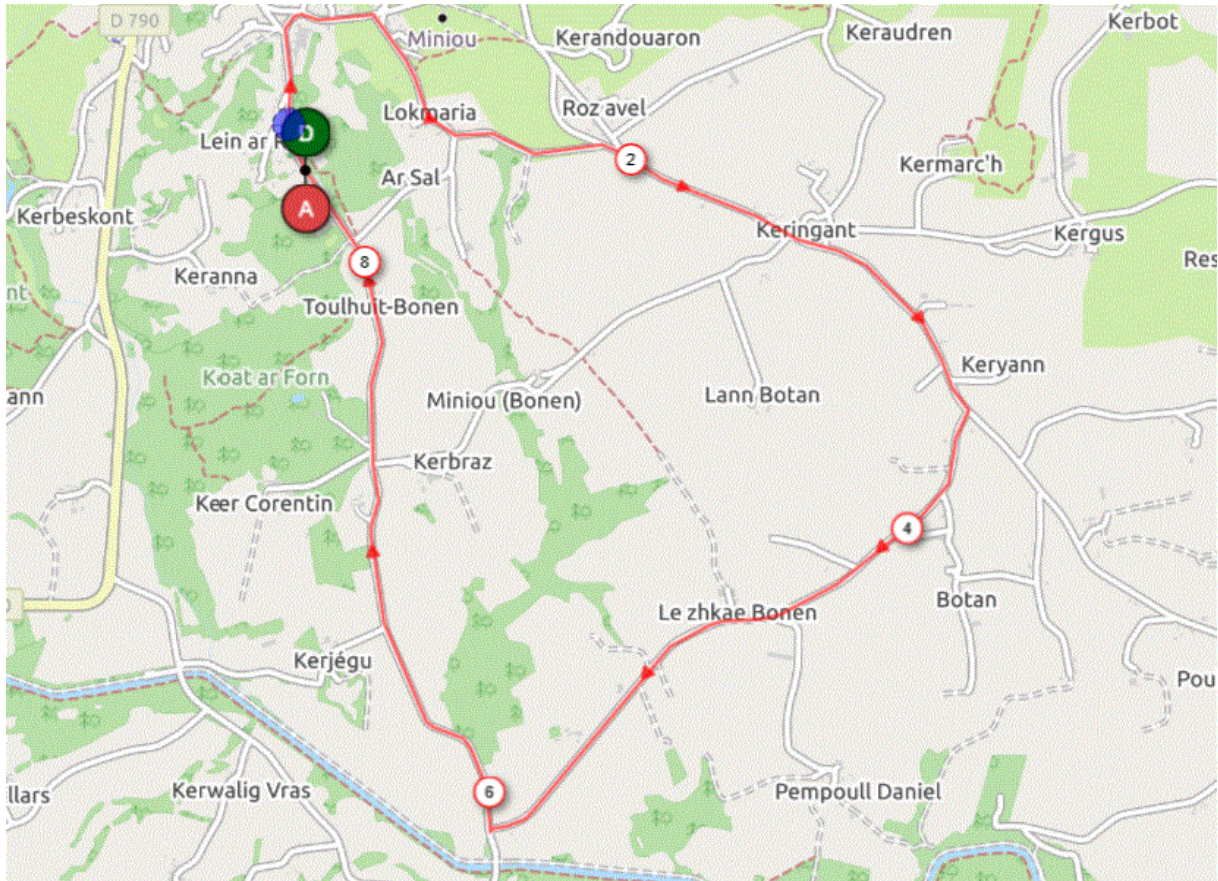 D 790
Miniou
Kerandouaron
Keraudren
Kerbot
Lokmaria
Roz avel
D
Lein ar
2
Kermarc'h
Ar Sal
A
Kerbeskont
Keringant
Kergus
Res
8
Keranna
nt
Toulhuit-Bonen
Koat ar Forn
Keryann
ann
Miniou (Bonen)
Lann Botan
Kerbraz
Keer Corentin
4
Le zhkae Bonen
Botan
0
Kerjégu
Pou
llars
Kerwalig Vras
6
Pempoull Daniel